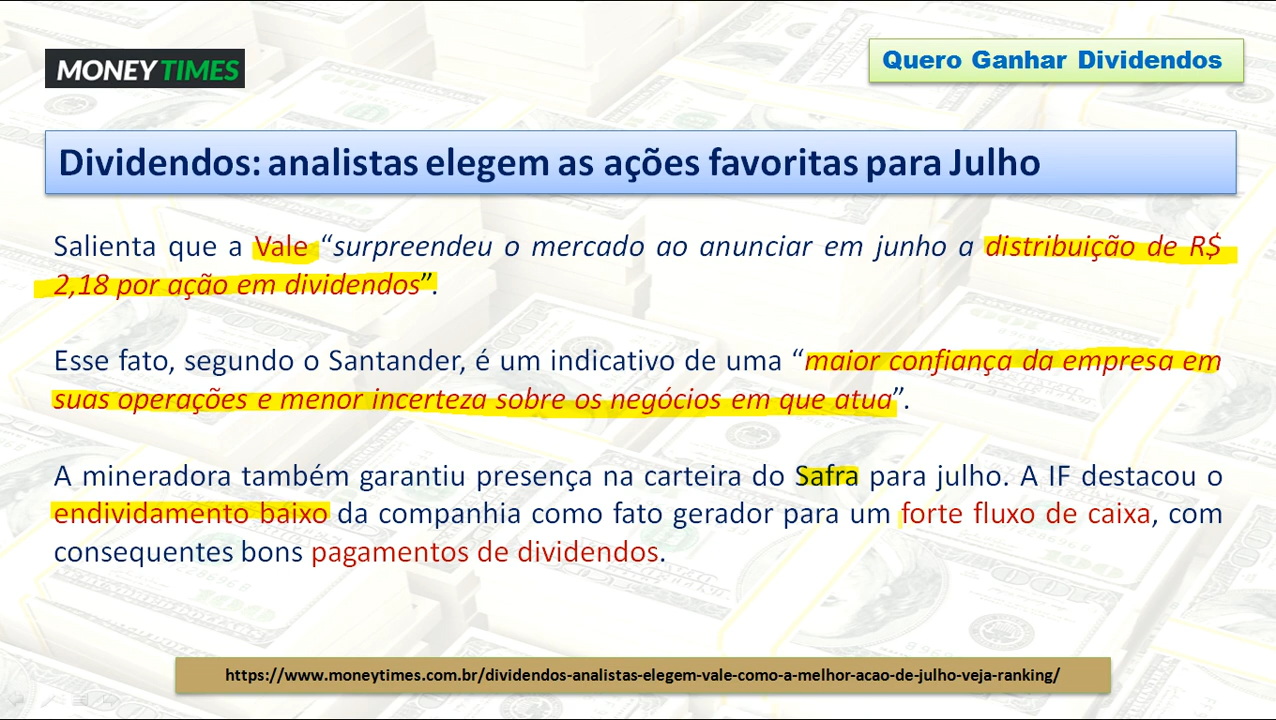 MONEY TIMES
Quero Ganhar Dividendos
Dividendos: analistas elegem as ações favoritas para Julho
Salienta que a Vale “surpreendeu o mercado ao anunciar em junho a distribuição de R$
2,18 por ação em dividendos”.
Esse fato, segundo o Santander, é um indicativo de uma “maior confiança da empresa em
suas operações e menor incerteza sobre os negócios em que atua”.
A mineradora também garantiu presença na carteira do Safra para julho. A IF destacou o
endividamento baixo da companhia como fato gerador para um forte fluxo de caixa, com
consequentes bons pagamentos de dividendos.
https://www.moneytimes.com.br/dividendos-analistas-elegem-vale-como-a-melhor-acao-de-julho-veja-ranking/